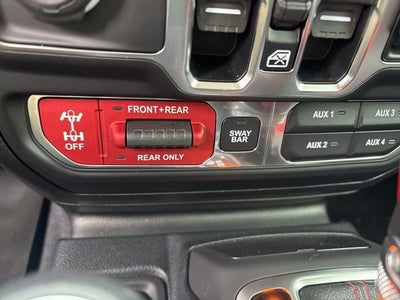 FRONT+REAR
OFF
REAR ONLY
SWAY
BAR
AUX 1
AUX 3
AUX 2
AUX 4